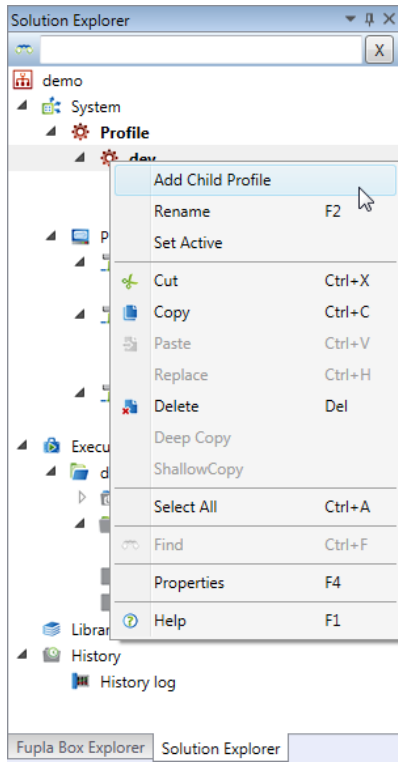 Solution Explorer
X
demo
System
Profile
dev
Add Child Profile
Rename F2
Set Active
P
Cut Ctrl+X
Copy Ctrl+C
Paste Ctrl+V
Replace Ctrl+H
Delete Del
Deep Copy
Execu
ShallowCopy
d
Select All Ctrl+A
Find Ctrl+F
Properties F4
Help F1
Librar
History
History log
Fupla Box Explorer Solution Explorer